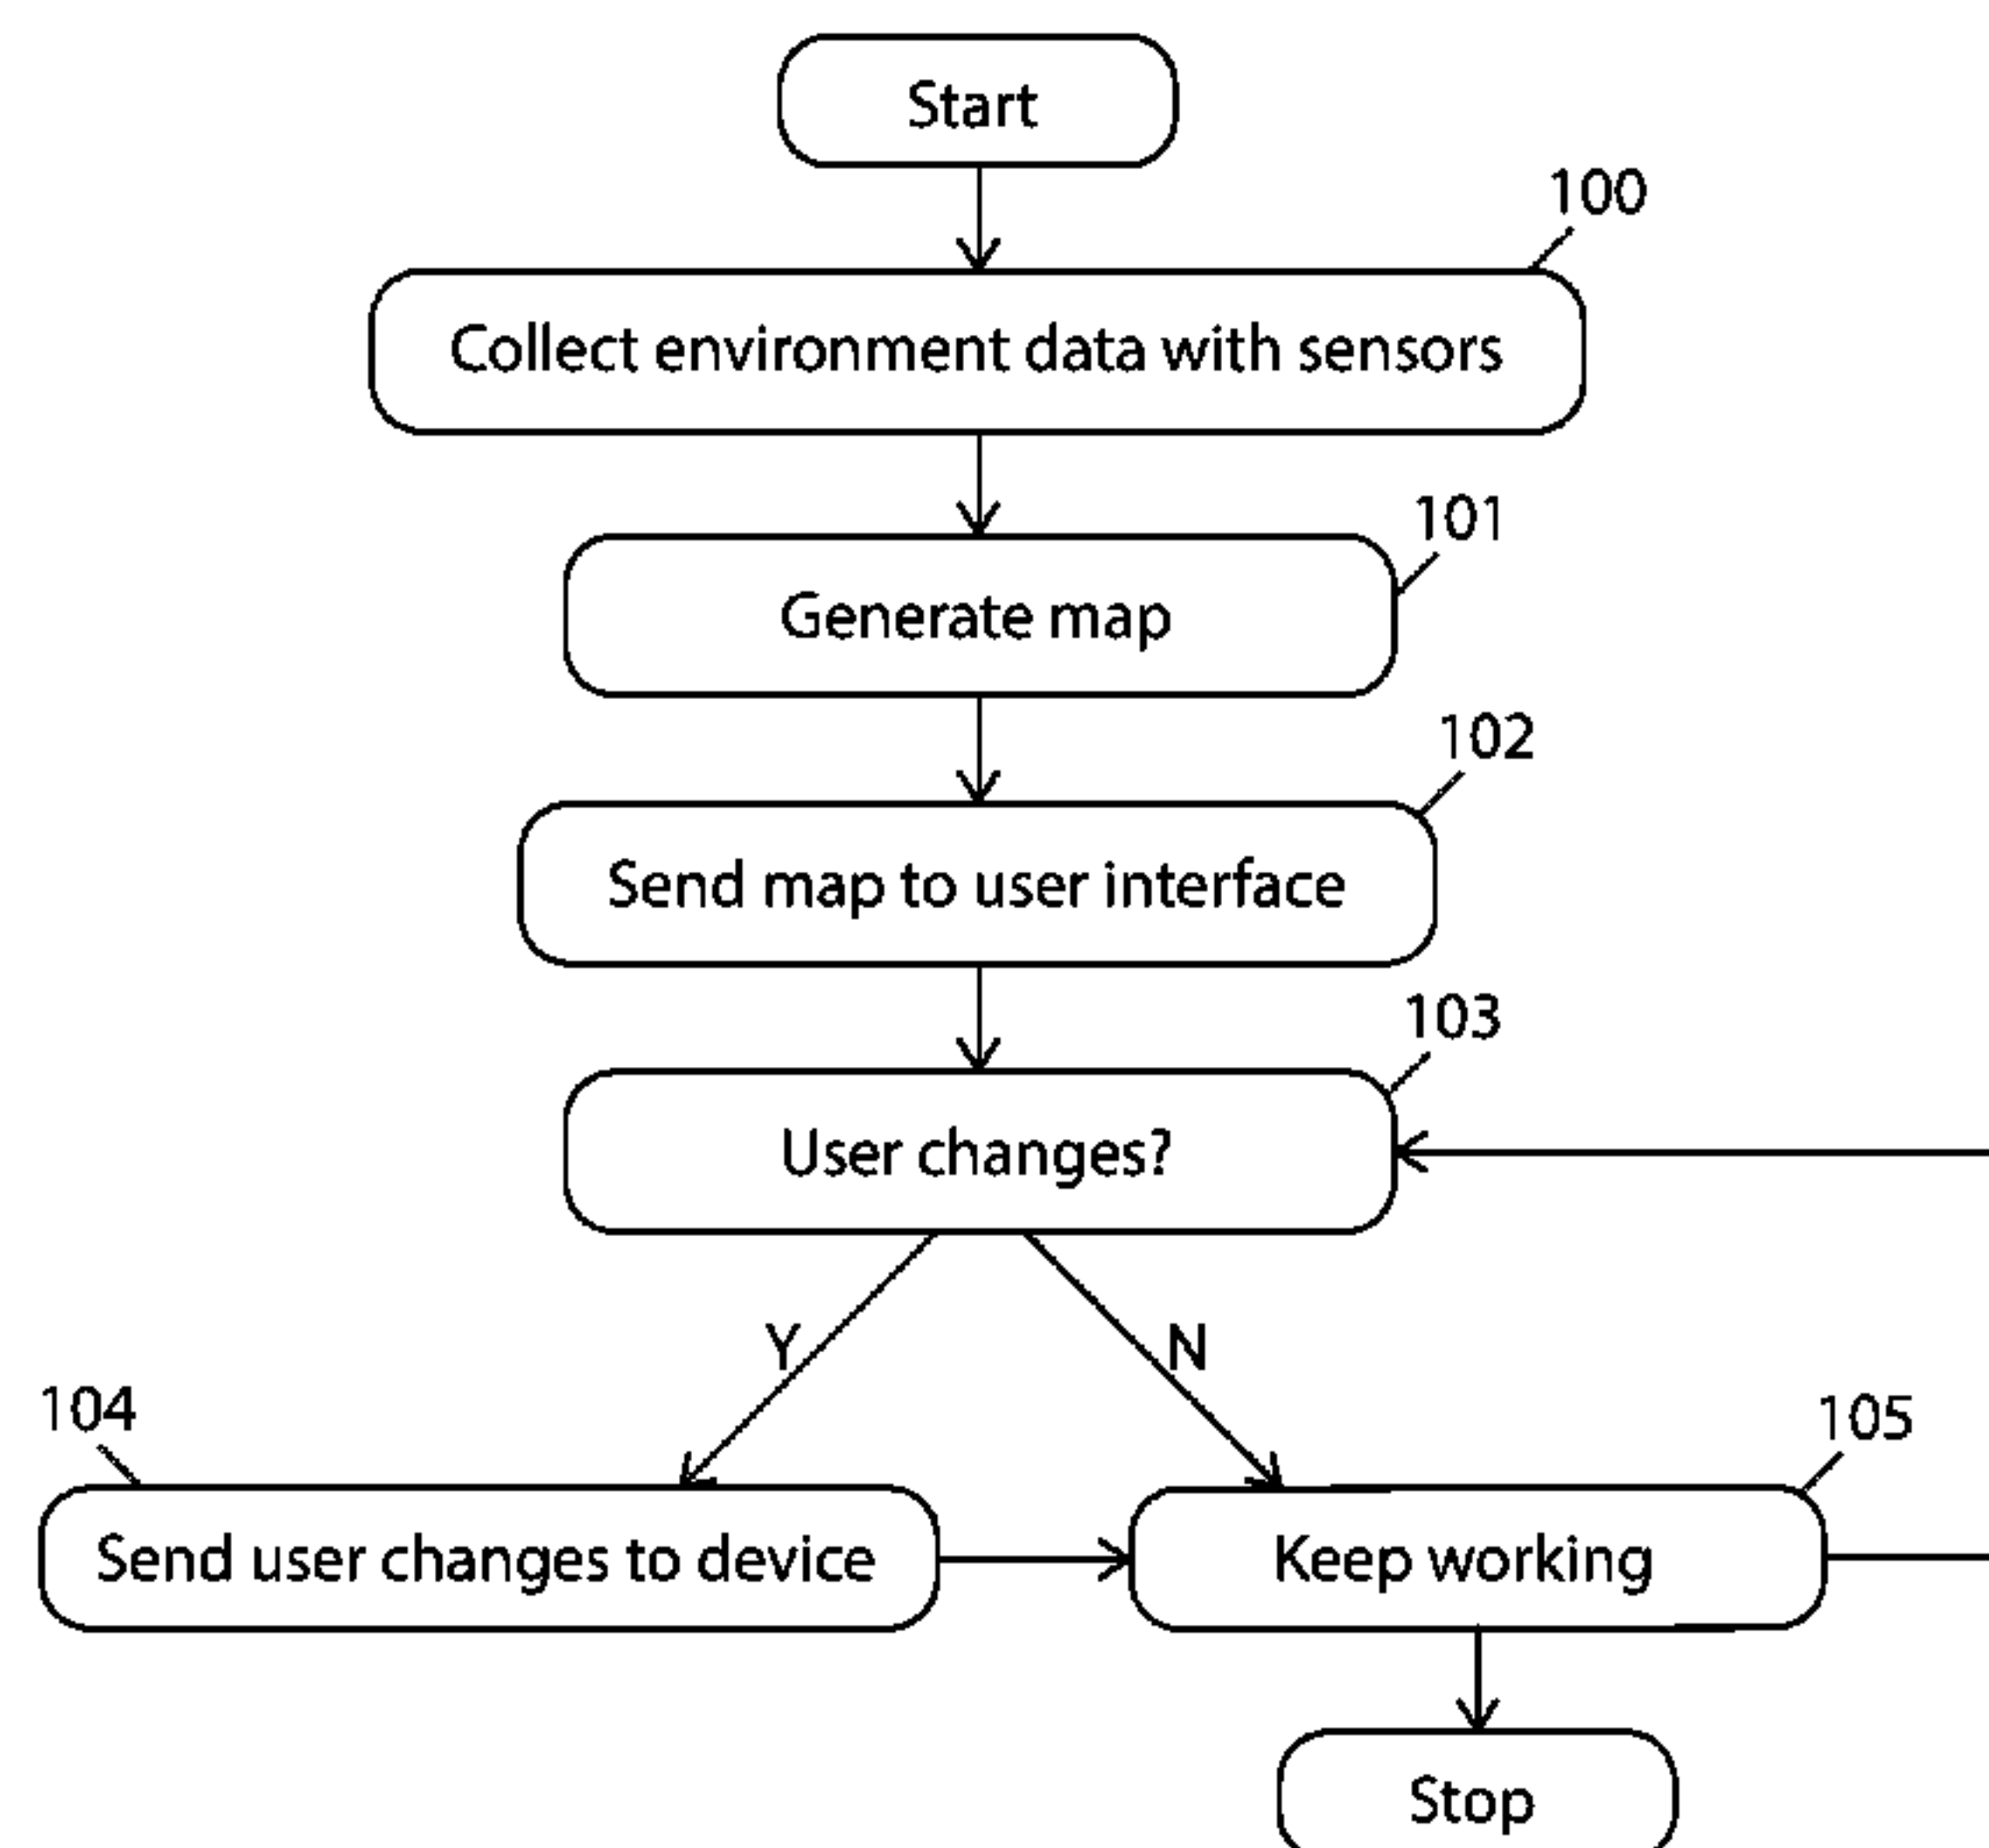 Start
100
Collect environment data with sensors
101
Generate map
102
Send map to user interface
103
User changes?
Y
N
104
105
Send user changes to device
Keep working
Stop